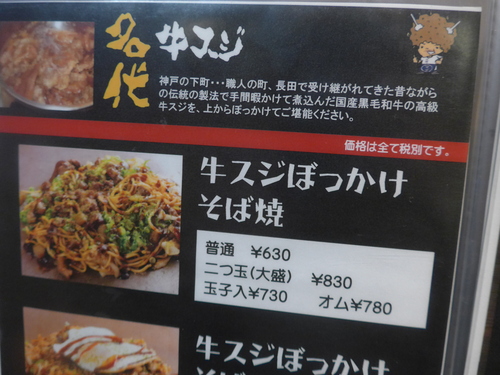 名代
牛スジ
神戸の下町･･･職人の町、長田で受け継がれてきた昔ながら
の伝統の製法で手間暇かけて煮込んだ国産黒毛和牛の高級
牛スジを、上からぼっかけてご堪能ください。
価格は全て税別です。
牛スジぼっかけ
そば焼
普通 ¥630
二つ玉(大盛) ¥830
玉子入¥730 オム¥780
牛スジぼっかけ